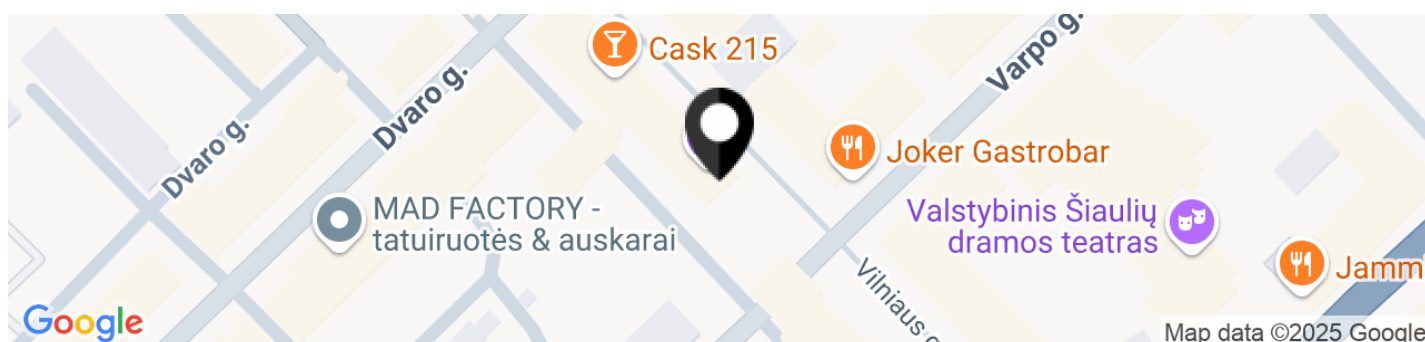 Cask 215
Varpo g.
Dvaro g.
Dvaro g.
Joker Gastrobar
MAD FACTORY -
tatuiruotės & auskarai
Valstybinis Šiaulių
dramos teatras
Jamm
Vilniaus g
Google
Map data ©2025 Google